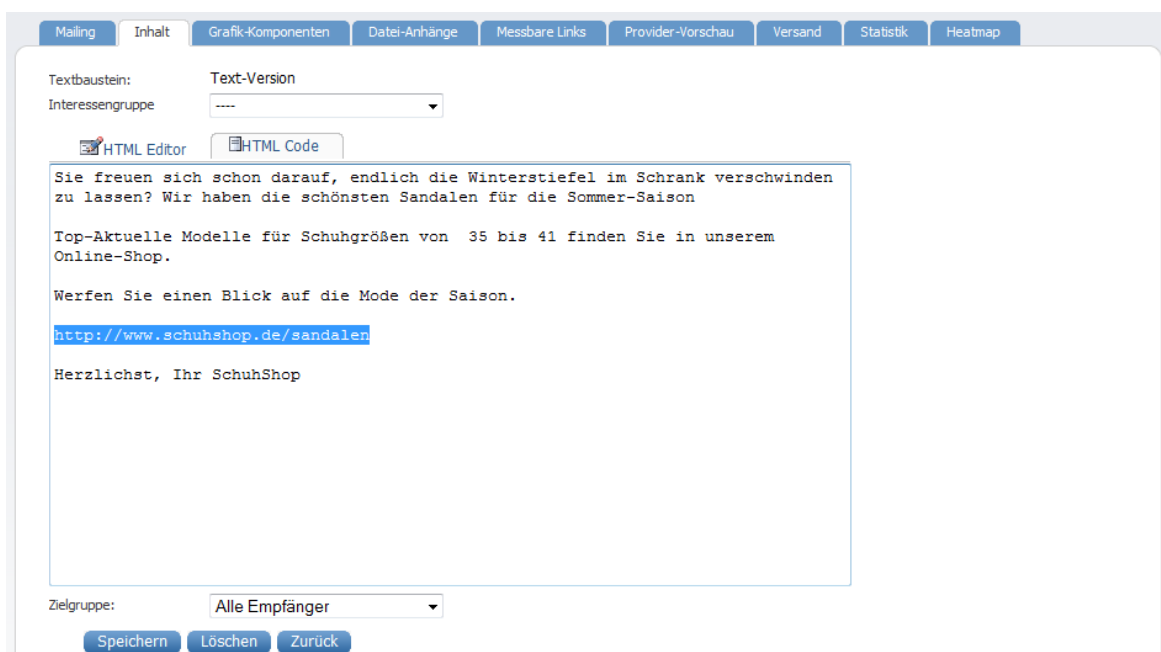 Mailing Inhalt Grafik-Komponenten Datei-Anhänge Messbare Links Provider-Vorschau Versand Statistik Heatmap
Textbaustein: Text-Version
Interessengruppe ----
HTML Editor HTML Code
Sie freuen sich schon darauf, endlich die Winterstiefel im Schrank verschwinden
zu lassen? Wir haben die schönsten Sandalen für die Sommer-Saison
Top-Aktuelle Modelle für Schuhgrößen von  35 bis 41 finden Sie in unserem
Online-Shop.
Werfen Sie einen Blick auf die Mode der Saison.
http://www.schuhshop.de/sandalen
Herzlichst, Ihr SchuhShop
Zielgruppe: Alle Empfänger
Speichern Löschen Zurück